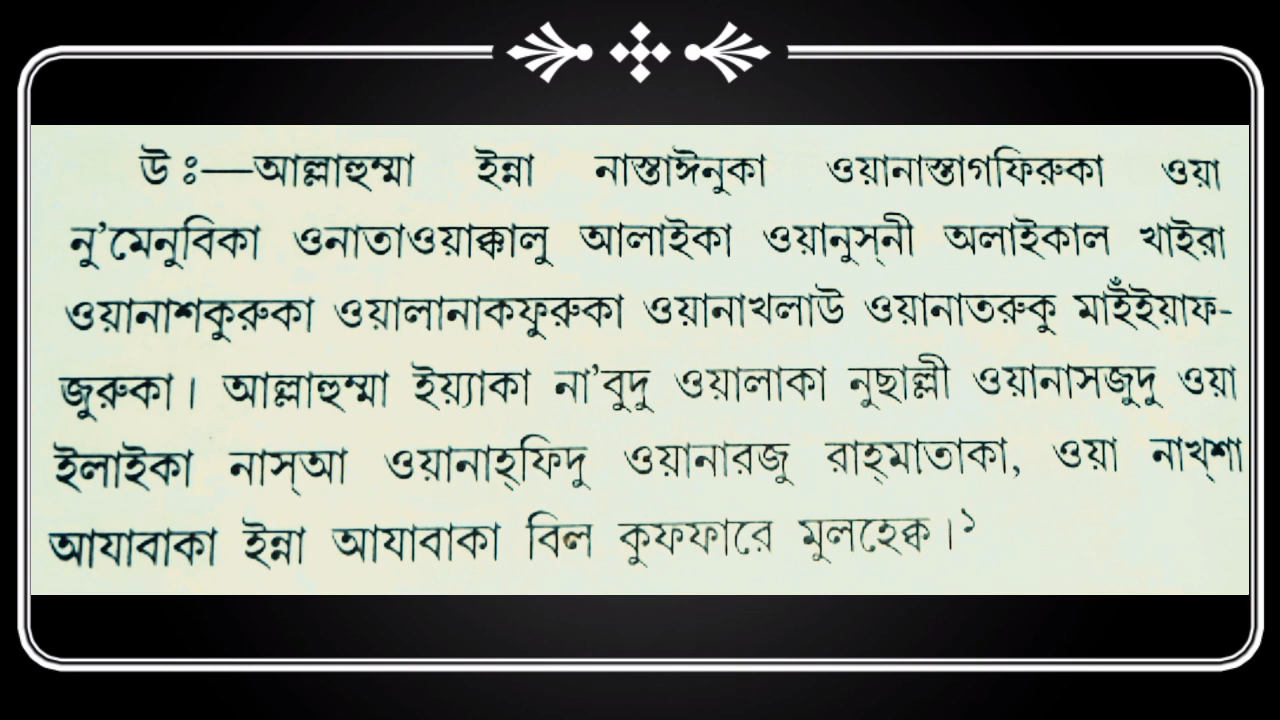 উঃ—আল্লাহুম্মা ইন্না নাস্তাঈনুকা ওয়ানাস্তাগফিরুকা ওয়া
নু’মেনুবিকা ওনাতাওয়াক্কালু আলাইকা ওয়ানুস্‌নী অলাইকাল খাইরা
ওয়ানাশকুরুকা ওয়ালানাকফুরুকা ওয়ানাখলাউ ওয়ানাতরুকু মাইঁইয়াফ-
জুরুকা। আল্লাহুম্মা ইয়্যাকা না’বুদু ওয়ালাকা নুছাল্লী ওয়ানাসজুদু ওয়া
ইলাইকা নাস্‌আ ওয়ানাহ্‌ফিদু ওয়ানারজু রাহ্‌মাতাকা, ওয়া নাখ্‌শা
আযাবাকা ইন্না আযাবাকা বিল কুফফারে মুলহেক্ব।১